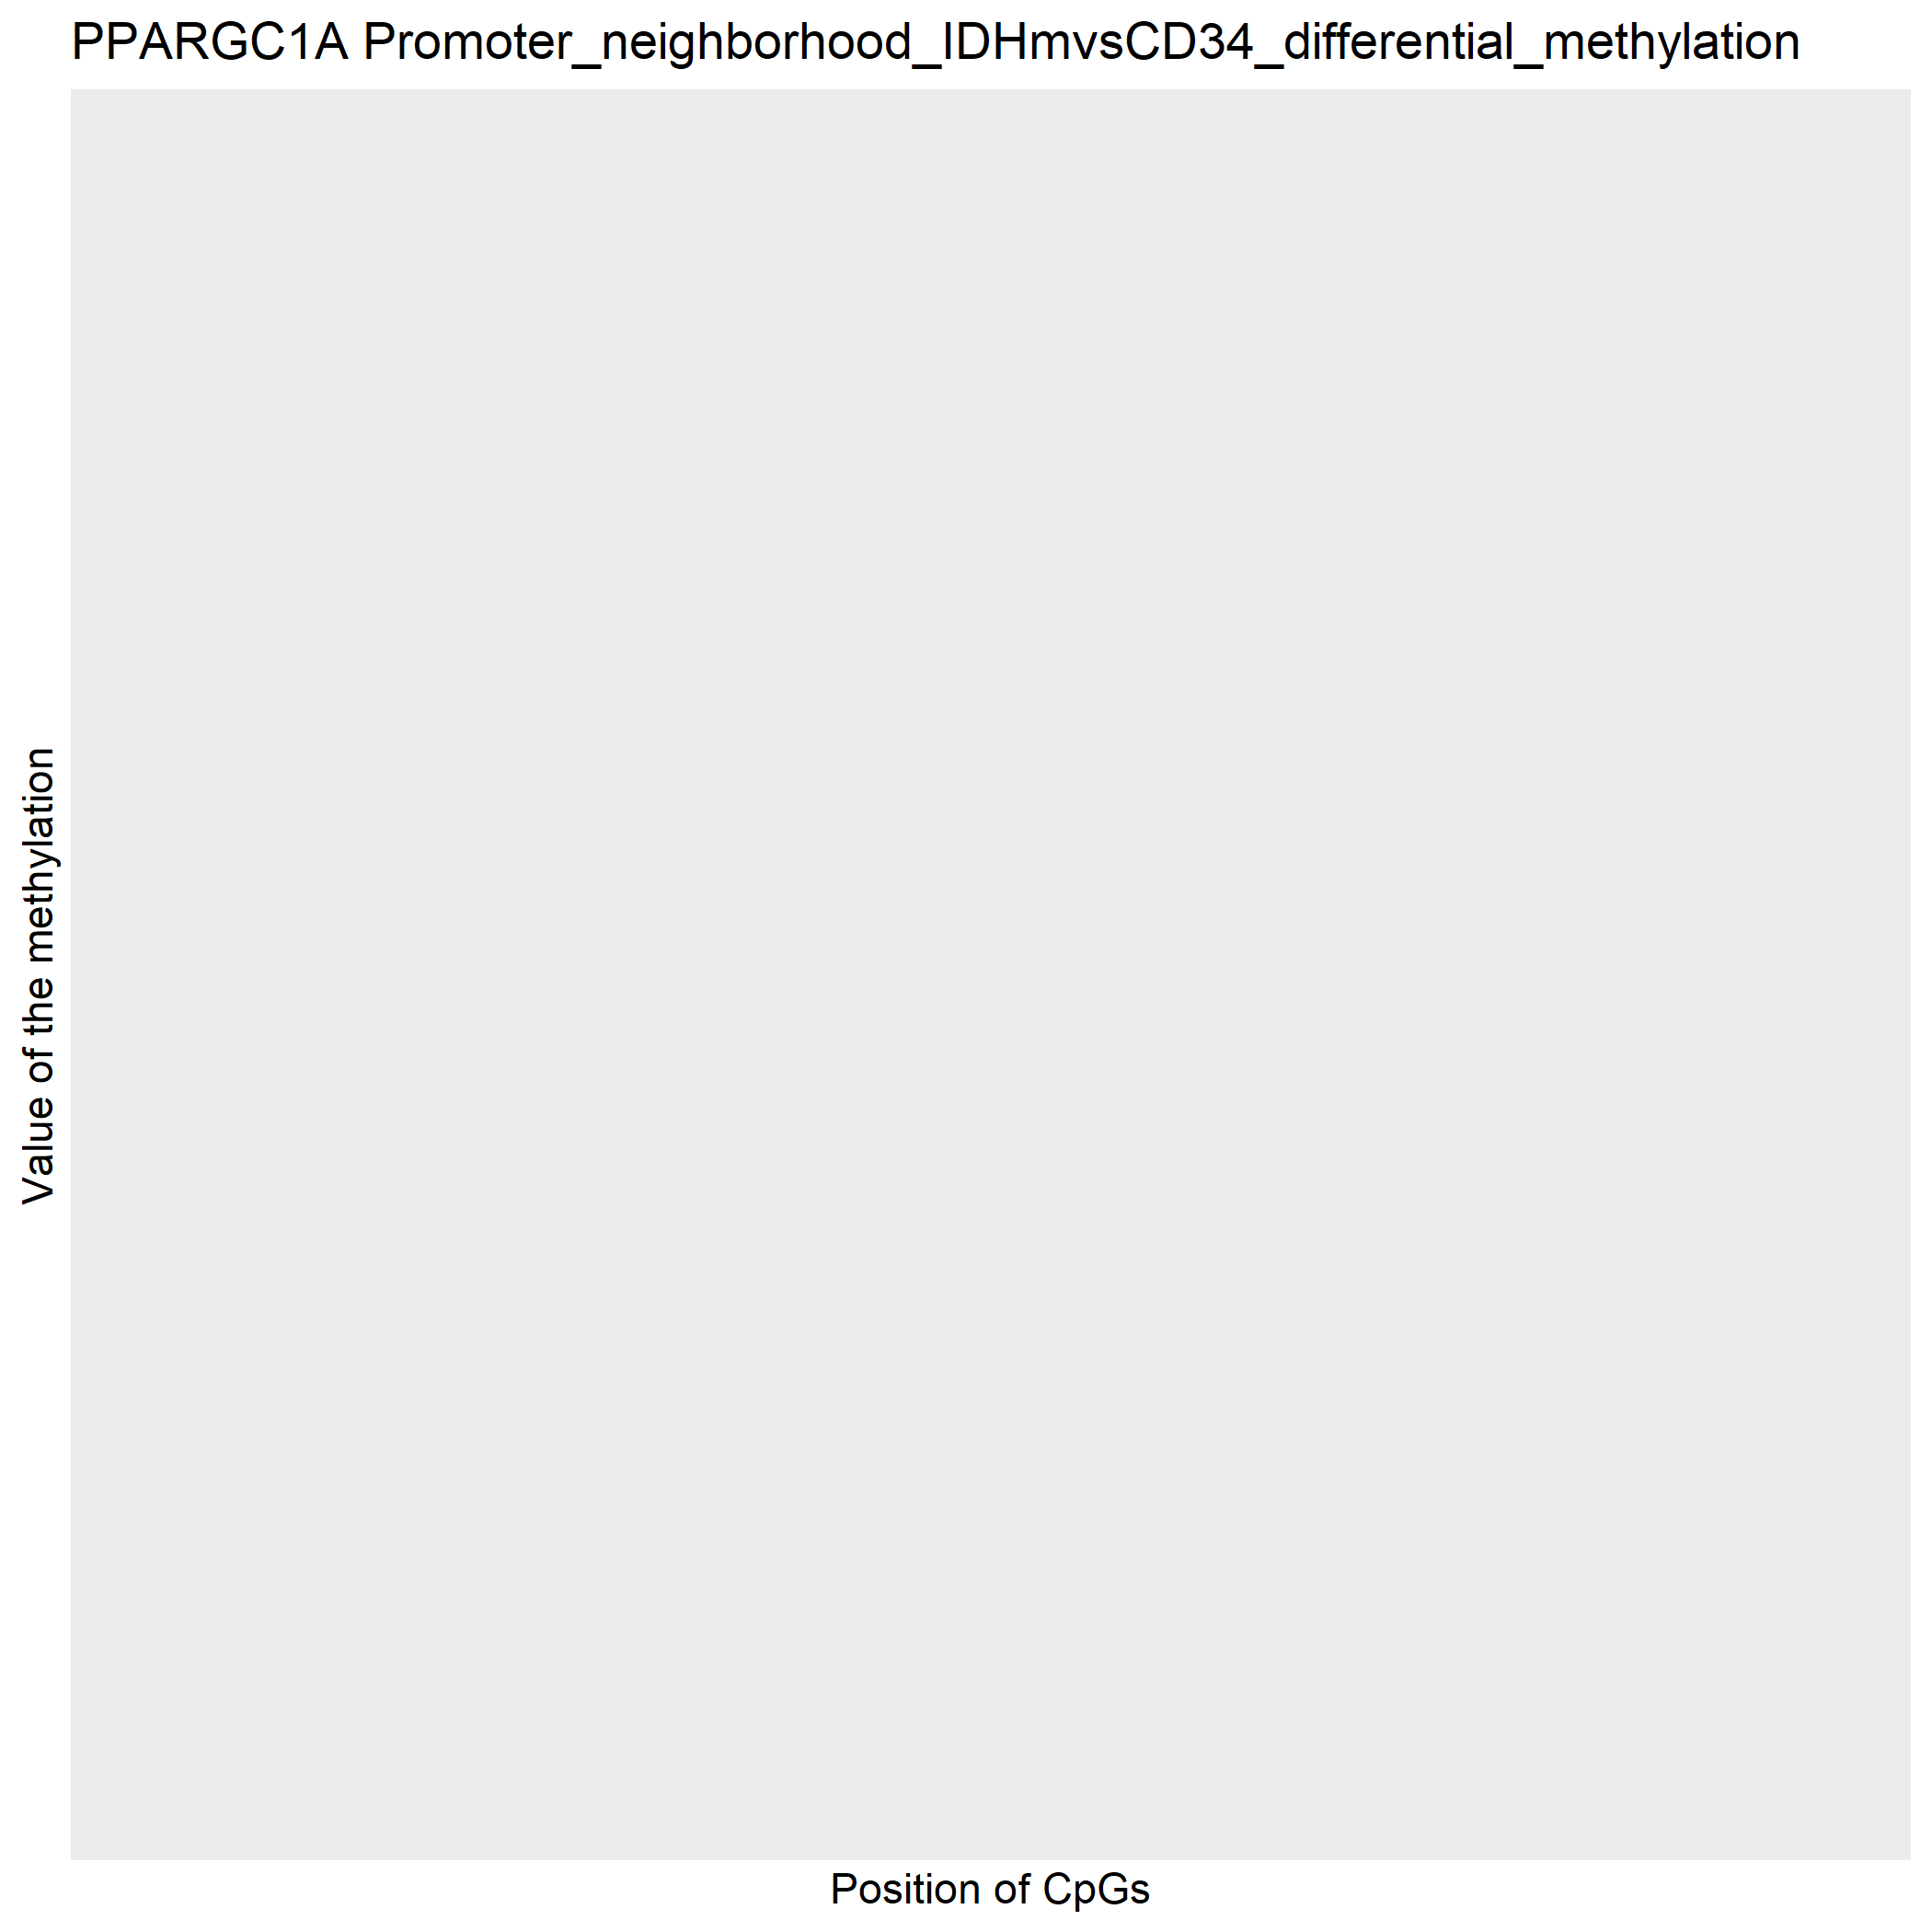 PPARGC1A Promoter_neighborhood_IDHmvsCD34_differential_methylation
Value of the methylation
Position of CpGs